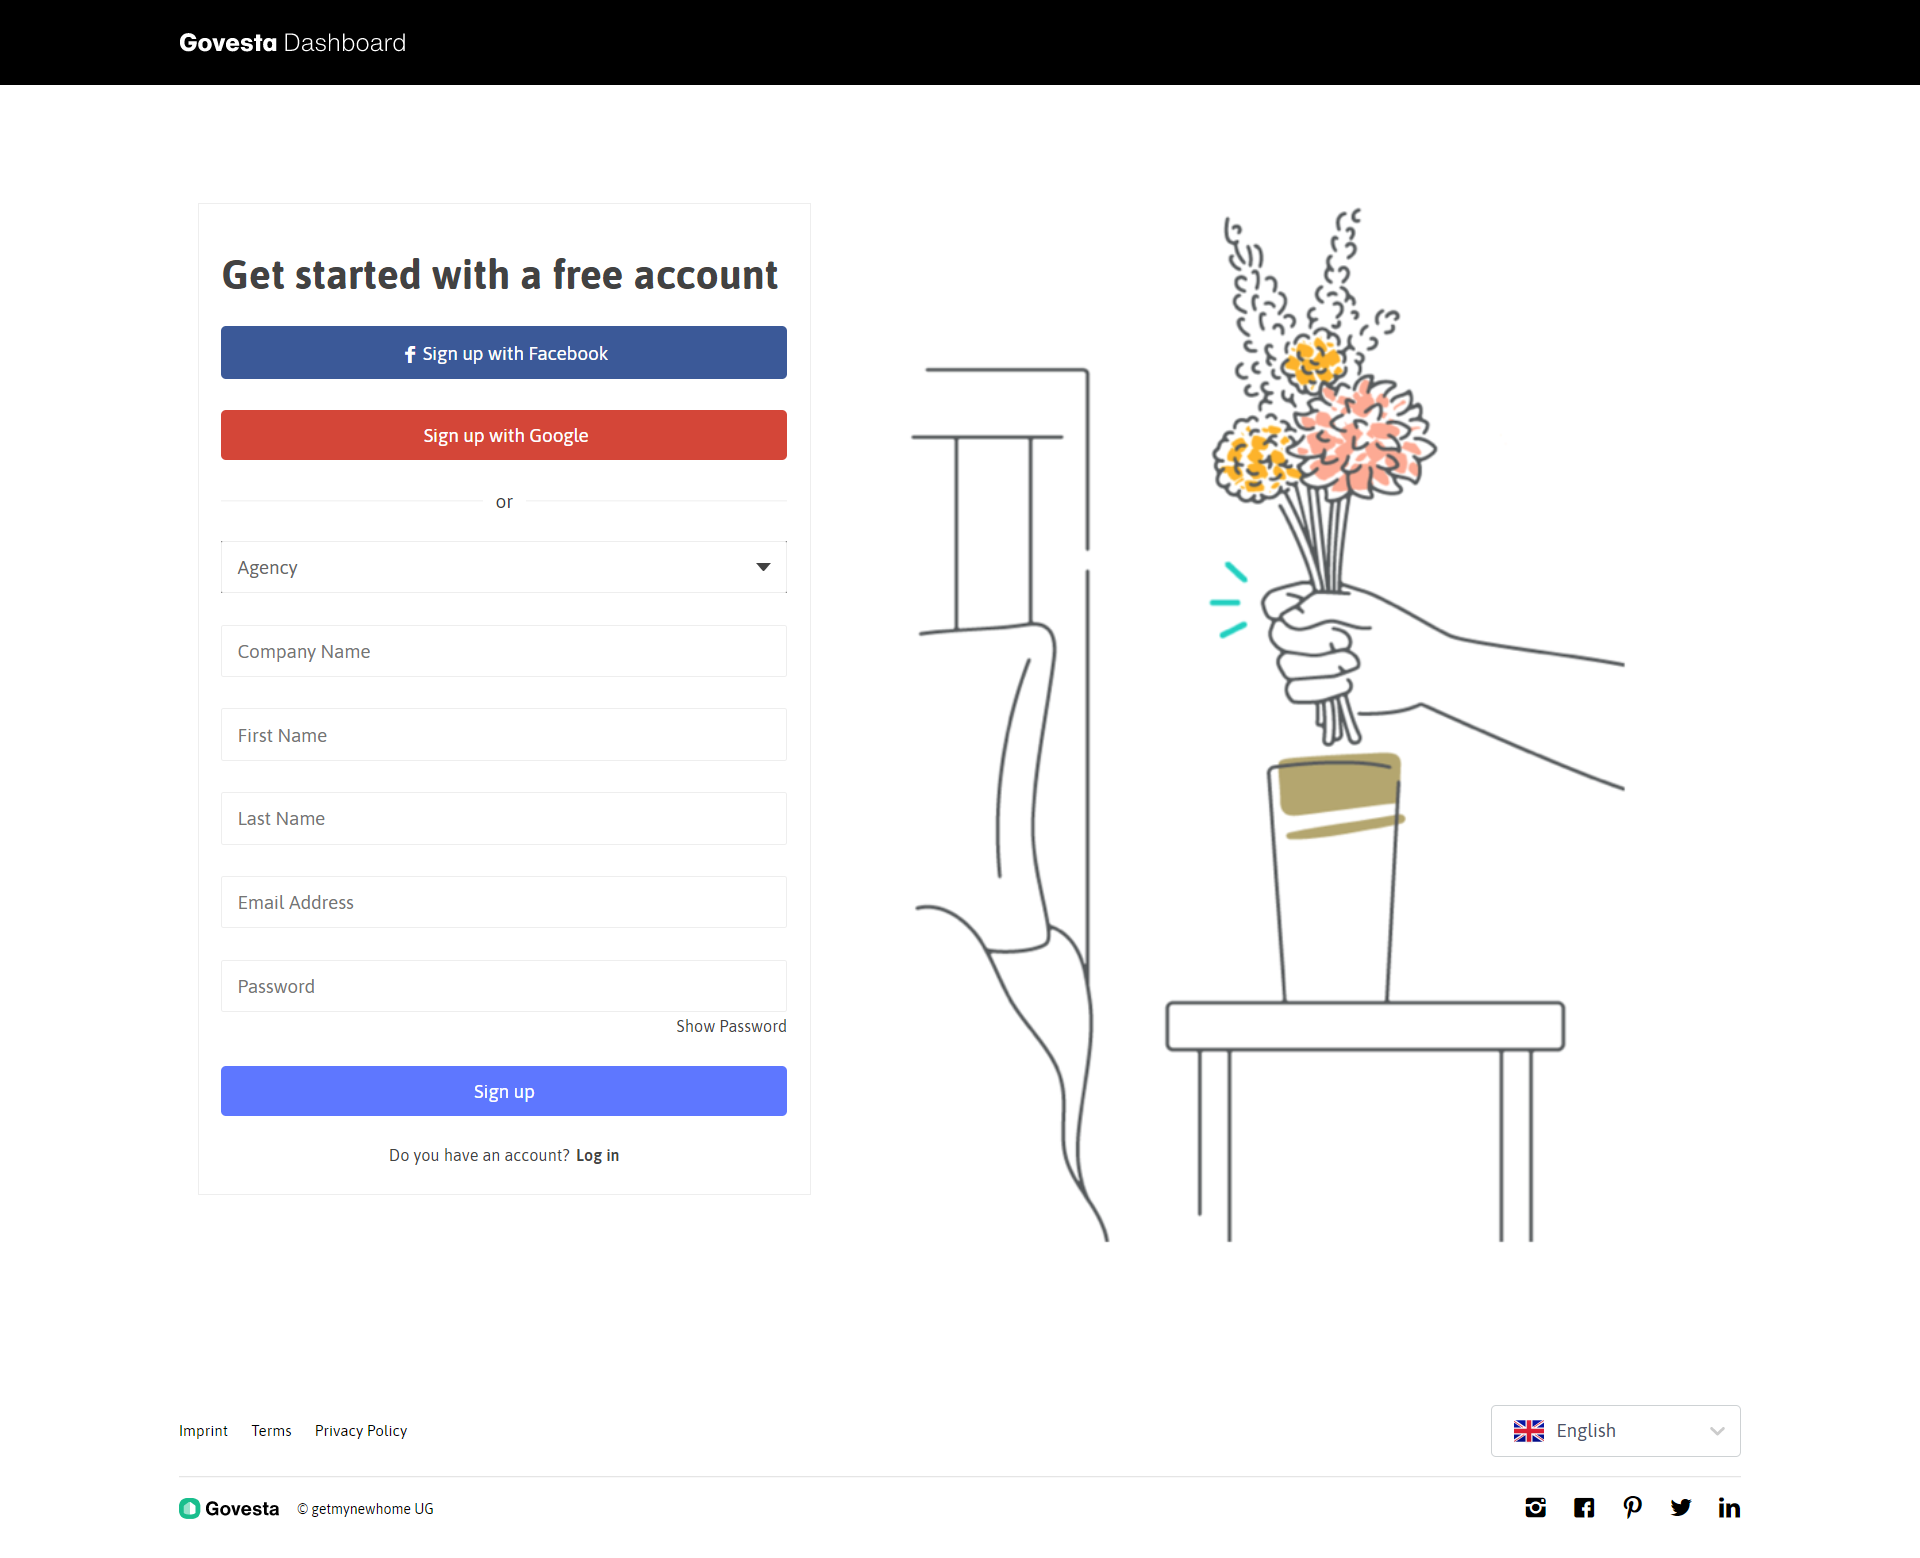 Govesta Dashboard
Get started with a free account
Sign up with Facebook
Sign up with Google
or
Agency
Company Name
First Name
Last Name
Email Address
Password
Show Password
Sign up
Do you have an account? Log in
Imprint Terms Privacy Policy
English
Govesta © getmynewhome UG